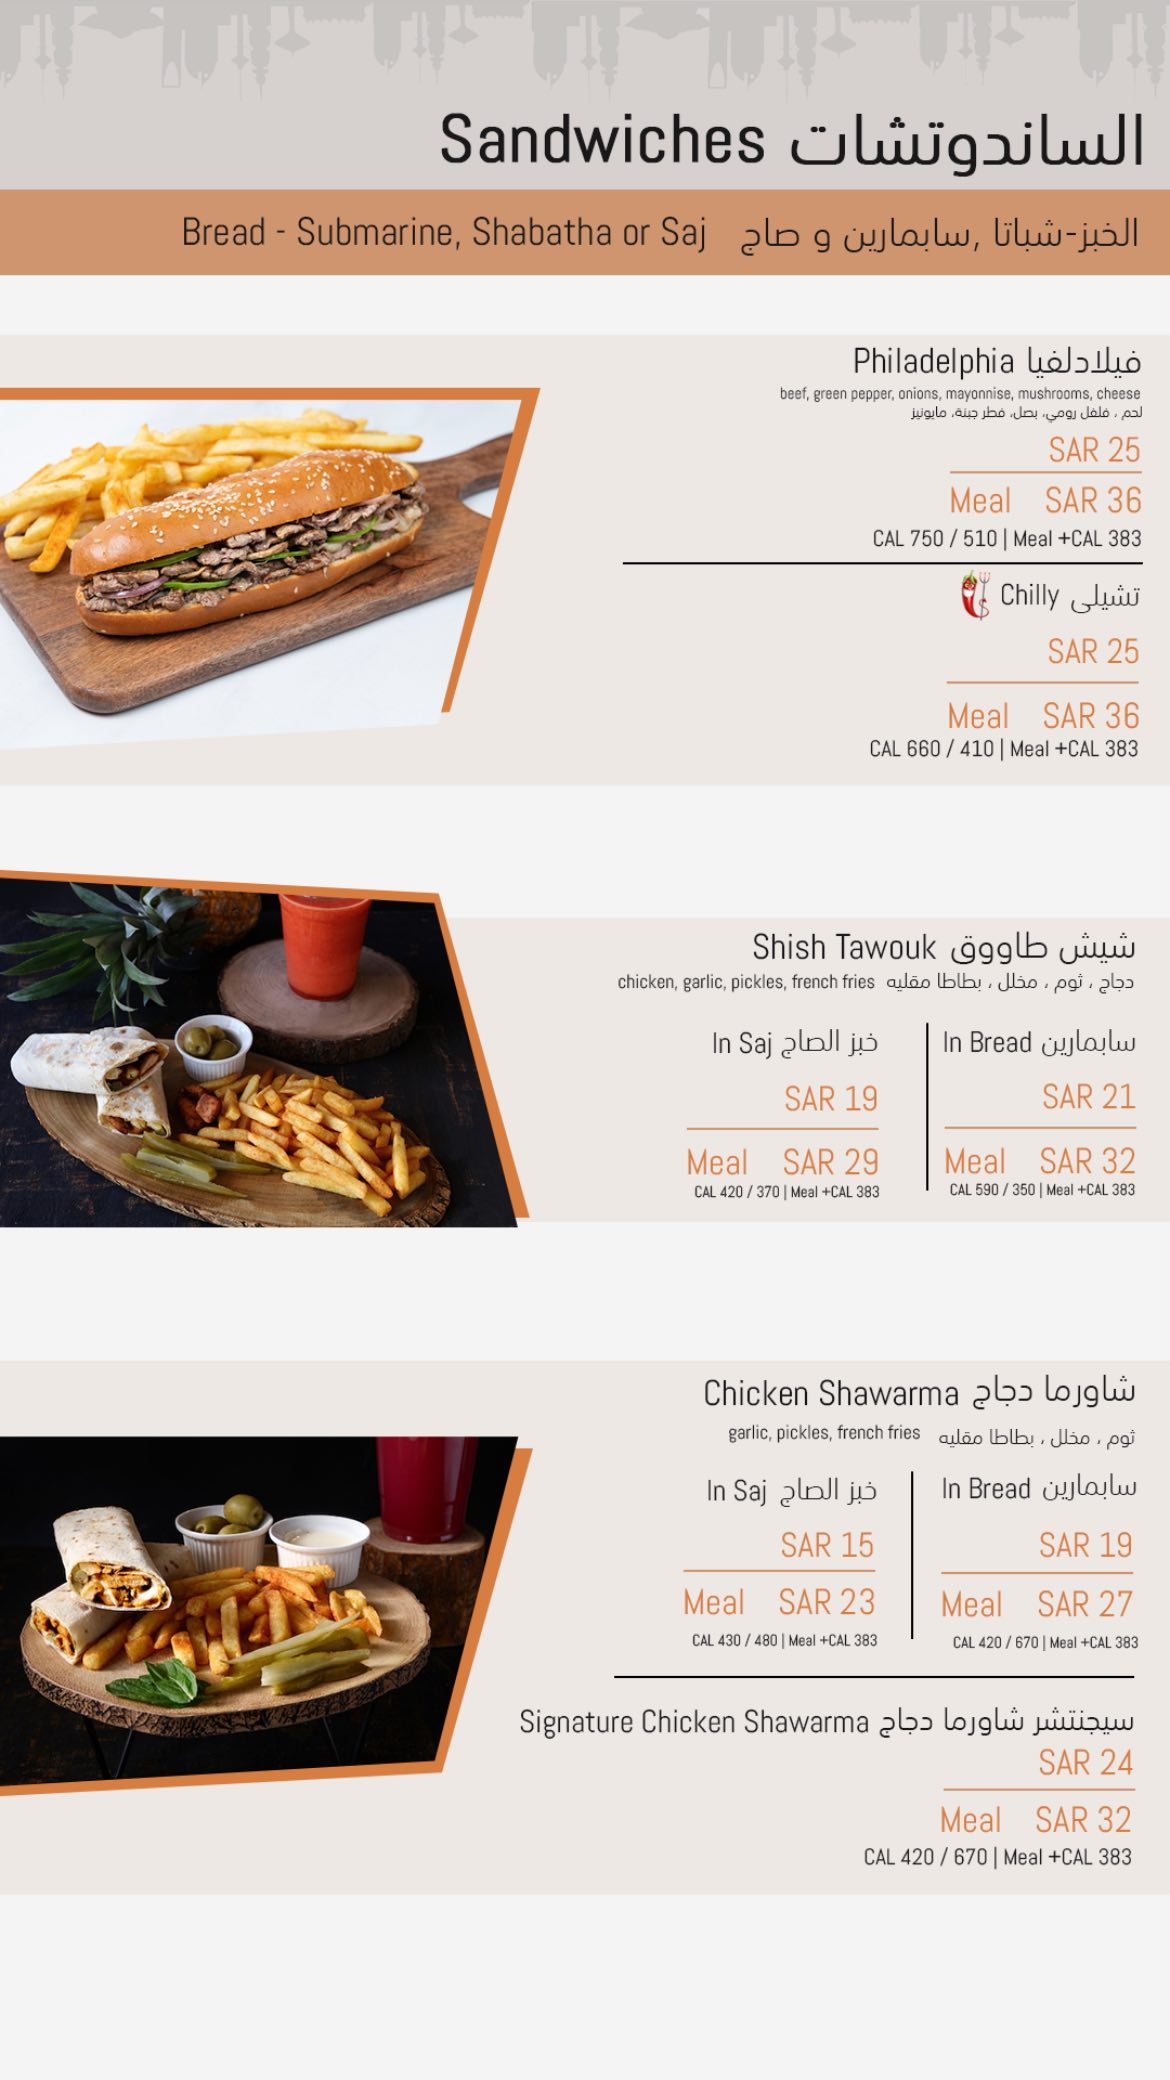 Sandwiches الساندوتشات
Bread - Submarine, Shabatha or Saj الخبز-شباتا ,سابمارين و صاج
Philadelphia فيلادلفيا
beef, green pepper, onions, mayonnise, mushrooms, cheese
لحم ، فلفل رومي، بصل، فطر جبنة، مايونيز
SAR 25
Meal SAR 36
CAL 750 / 510 | Meal +CAL 383
Chilly تشيلى
SAR 25
Meal SAR 36
CAL 660 / 410 | Meal +CAL 383
Shish Tawouk شيش طاووق
chicken, garlic, pickles, french fries دجاج ، ثوم ، مخلل ، بطاطا مقليه
In Saj خبز الصاج
SAR 19
Meal SAR 29
CAL 420 / 370 | Meal +CAL 383
In Bread سابمارين
SAR 21
Meal SAR 32
CAL 590 / 350 | Meal +CAL 383
Chicken Shawarma شاورما دجاج
garlic, pickles, french fries ثوم ، مخلل ، بطاطا مقليه
In Saj خبز الصاج
SAR 15
Meal SAR 23
CAL 430 / 480 | Meal +CAL 383
In Bread سابمارين
SAR 19
Meal SAR 27
CAL 420 / 670 | Meal +CAL 383
Signature Chicken Shawarma سيجنتشر شاورما دجاج
SAR 24
Meal SAR 32
CAL 420 / 670 | Meal +CAL 383